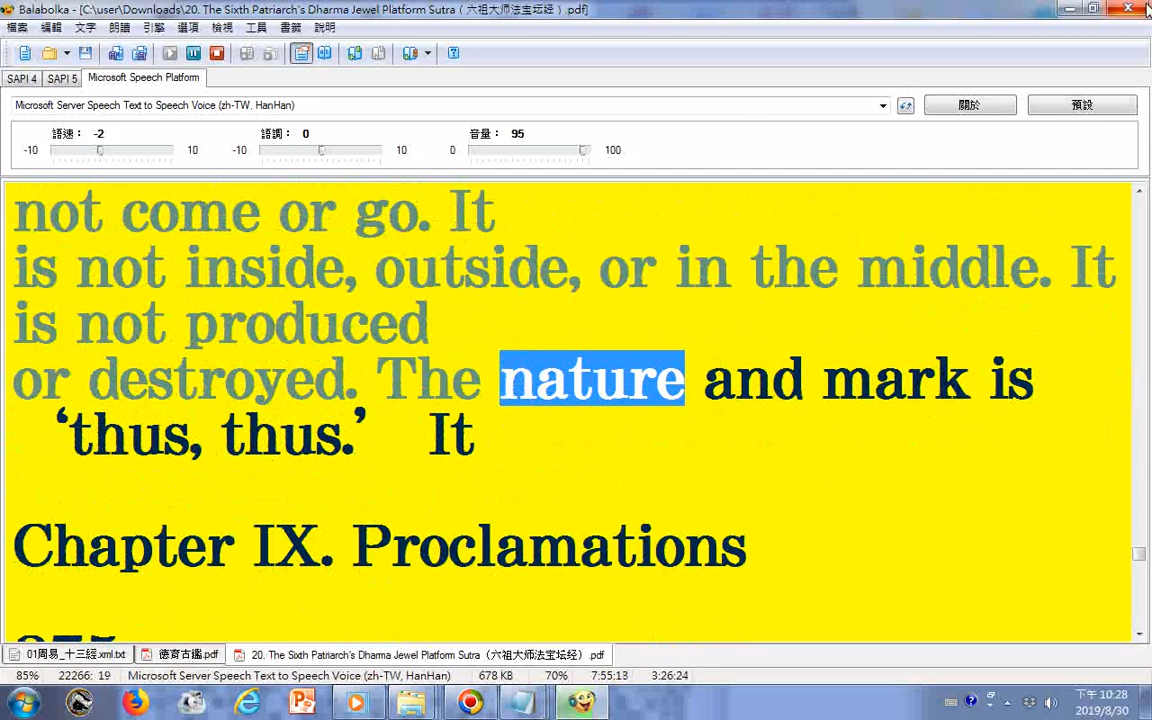 Balabolka - [C:\user\Downloads\20. The Sixth Patriarch's Dharma Jewel Platform Sutra（六祖大师法宝坛经）.pdf]
檔案 編輯 文字 朗讀 引擎 選項 檢視 工具 書籤 說明
SAPI 4 SAPI 5 Microsoft Speech Platform
Microsoft Server Speech Text to Speech Voice (zh-TW, HanHan) 關於 預設
語速： -2 語調： 0 音量： 95
-10 10 -10 10 0 100
not come or go. It
is not inside, outside, or in the middle. It
is not produced
or destroyed. The nature and mark is
‘thus, thus.’ It
Chapter IX. Proclamations
01周易_十三經.xml.txt 德育古鑑.pdf 20. The Sixth Patriarch's Dharma Jewel Platform Sutra（六祖大师法宝坛经）.pdf
85% 22266: 19 Microsoft Server Speech Text to Speech Voice (zh-TW, HanHan) 678 KB 70% 7:55:13 3:26:24
下午 10:28
2019/8/30